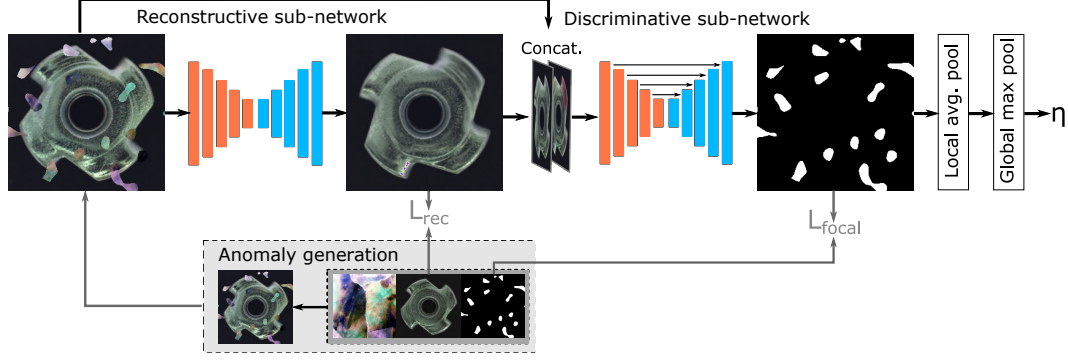 Reconstructive sub-network
Discriminative sub-network
Concat.
Local avg. pool
Global max pool
η
L_rec
L_focal
Anomaly generation